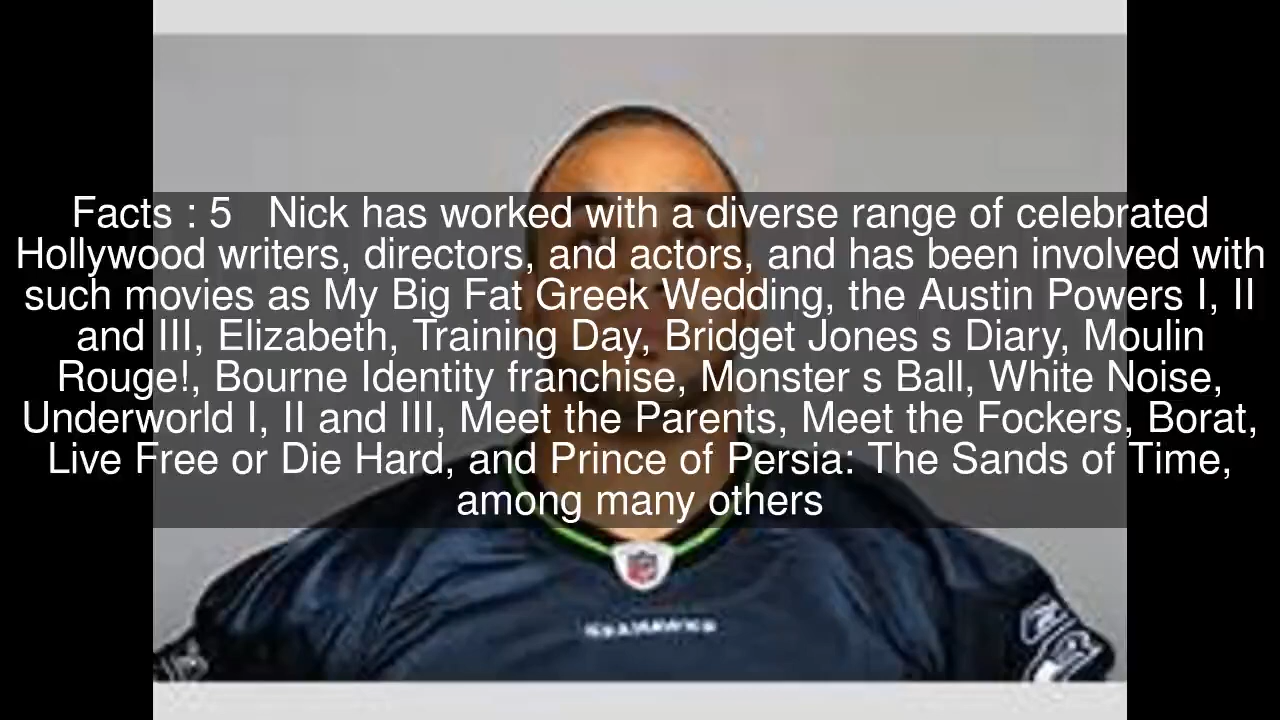 Facts : 5   Nick has worked with a diverse range of celebrated
Hollywood writers, directors, and actors, and has been involved with
such movies as My Big Fat Greek Wedding, the Austin Powers I, II
and III, Elizabeth, Training Day, Bridget Jones s Diary, Moulin
Rouge!, Bourne Identity franchise, Monster s Ball, White Noise,
Underworld I, II and III, Meet the Parents, Meet the Fockers, Borat,
Live Free or Die Hard, and Prince of Persia: The Sands of Time,
among many others
NFL
SEAHAWKS